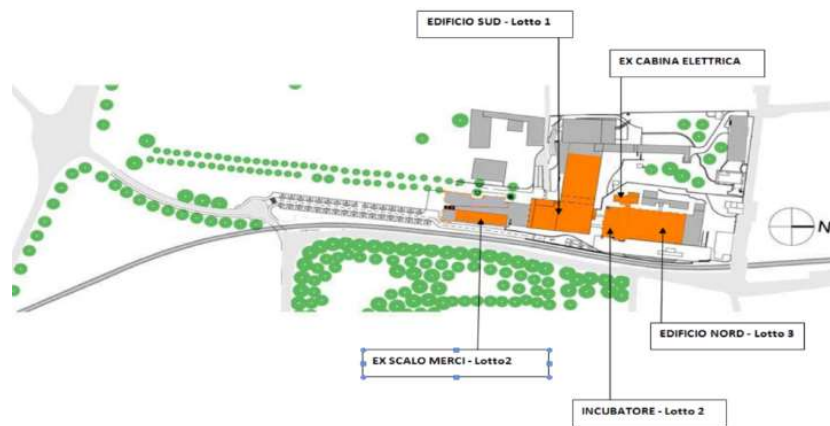 EDIFICIO SUD - Lotto 1
EX CABINA ELETTRICA
N
EDIFICIO NORD - Lotto 3
EX SCALO MERCI - Lotto2
INCUBATORE - Lotto 2